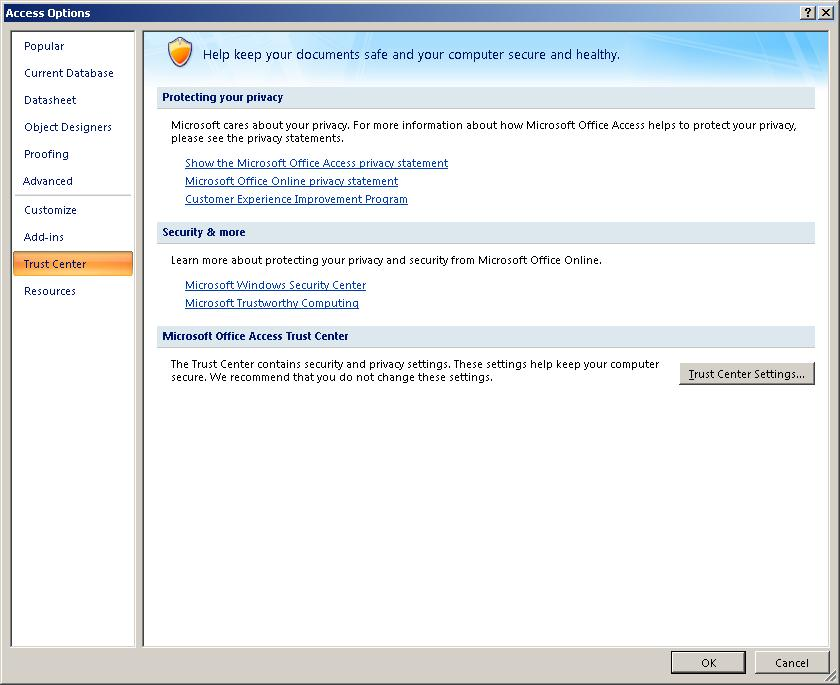 Access Options
Popular
Current Database
Datasheet
Object Designers
Proofing
Advanced
Customize
Add-ins
Trust Center
Resources
Help keep your documents safe and your computer secure and healthy.
Protecting your privacy
Microsoft cares about your privacy. For more information about how Microsoft Office Access helps to protect your privacy,
please see the privacy statements.
Show the Microsoft Office Access privacy statement
Microsoft Office Online privacy statement
Customer Experience Improvement Program
Security & more
Learn more about protecting your privacy and security from Microsoft Office Online.
Microsoft Windows Security Center
Microsoft Trustworthy Computing
Microsoft Office Access Trust Center
The Trust Center contains security and privacy settings. These settings help keep your computer
secure. We recommend that you do not change these settings.
Trust Center Settings...
OK
Cancel